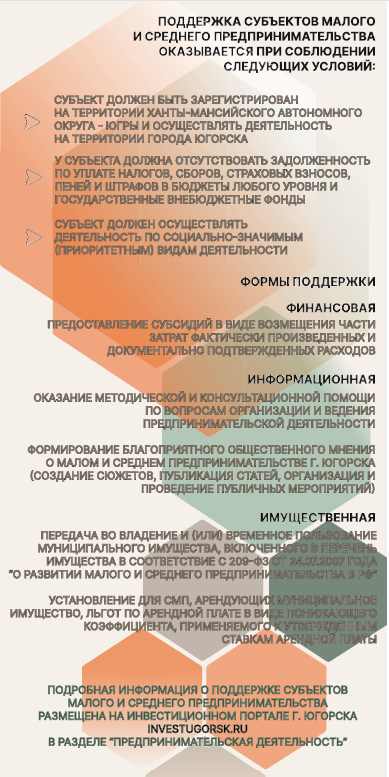 ПОДДЕРЖКА СУБЪЕКТОВ МАЛОГО
И СРЕДНЕГО ПРЕДПРИНИМАТЕЛЬСТВА
ОКАЗЫВАЕТСЯ ПРИ СОБЛЮДЕНИИ
СЛЕДУЮЩИХ УСЛОВИЙ:
СУБЪЕКТ ДОЛЖЕН БЫТЬ ЗАРЕГИСТРИРОВАН
НА ТЕРРИТОРИИ ХАНТЫ-МАНСИЙСКОГО АВТОНОМНОГО
ОКРУГА - ЮГРЫ И ОСУЩЕСТВЛЯТЬ ДЕЯТЕЛЬНОСТЬ
НА ТЕРРИТОРИИ ГОРОДА ЮГОРСКА
У СУБЪЕКТА ДОЛЖНА ОТСУТСТВОВАТЬ ЗАДОЛЖЕННОСТЬ
ПО УПЛАТЕ НАЛОГОВ, СБОРОВ, СТРАХОВЫХ ВЗНОСОВ,
ПЕНЕЙ И ШТРАФОВ В БЮДЖЕТЫ ЛЮБОГО УРОВНЯ И
ГОСУДАРСТВЕННЫЕ ВНЕБЮДЖЕТНЫЕ ФОНДЫ
СУБЪЕКТ ДОЛЖЕН ОСУЩЕСТВЛЯТЬ
ДЕЯТЕЛЬНОСТЬ ПО СОЦИАЛЬНО-ЗНАЧИМЫМ
(ПРИОРИТЕТНЫМ) ВИДАМ ДЕЯТЕЛЬНОСТИ
ФОРМЫ ПОДДЕРЖКИ
ФИНАНСОВАЯ
ПРЕДОСТАВЛЕНИЕ СУБСИДИЙ В ВИДЕ ВОЗМЕЩЕНИЯ ЧАСТИ
ЗАТРАТ ФАКТИЧЕСКИ ПРОИЗВЕДЕННЫХ И
ДОКУМЕНТАЛЬНО ПОДТВЕРЖДЕННЫХ РАСХОДОВ
ИНФОРМАЦИОННАЯ
ОКАЗАНИЕ МЕТОДИЧЕСКОЙ И КОНСУЛЬТАЦИОННОЙ ПОМОЩИ
ПО ВОПРОСАМ ОРГАНИЗАЦИИ И ВЕДЕНИЯ
ПРЕДПРИНИМАТЕЛЬСКОЙ ДЕЯТЕЛЬНОСТИ
ФОРМИРОВАНИЕ БЛАГОПРИЯТНОГО ОБЩЕСТВЕННОГО МНЕНИЯ
О МАЛОМ И СРЕДНЕМ ПРЕДПРИНИМАТЕЛЬСТВЕ Г. ЮГОРСКА
(СОЗДАНИЕ СЮЖЕТОВ, ПУБЛИКАЦИЯ СТАТЕЙ, ОРГАНИЗАЦИЯ И
ПРОВЕДЕНИЕ ПУБЛИЧНЫХ МЕРОПРИЯТИЙ)
ИМУЩЕСТВЕННАЯ
ПЕРЕДАЧА ВО ВЛАДЕНИЕ И (ИЛИ) ВРЕМЕННОЕ ПОЛЬЗОВАНИЕ
МУНИЦИПАЛЬНОГО ИМУЩЕСТВА, ВКЛЮЧЕННОГО В ПЕРЕЧЕНЬ
ИМУЩЕСТВА В СООТВЕТСТВИЕ С 209-ФЗ ОТ 24.07.2007 ГОДА
"О РАЗВИТИИ МАЛОГО И СРЕДНЕГО ПРЕДПРИНИМАТЕЛЬСТВА В РФ"
УСТАНОВЛЕНИЕ ДЛЯ СМП, АРЕНДУЮЩИХ МУНИЦИПАЛЬНОЕ
ИМУЩЕСТВО, ЛЬГОТ ПО АРЕНДНОЙ ПЛАТЕ В ВИДЕ ПОНИЖАЮЩЕГО
КОЭФФИЦИЕНТА, ПРИМЕНЯЕМОГО К УТВЕРЖДЕННЫМ
СТАВКАМ АРЕНДНОЙ ПЛАТЫ
ПОДРОБНАЯ ИНФОРМАЦИЯ О ПОДДЕРЖКЕ СУБЪЕКТОВ
МАЛОГО И СРЕДНЕГО ПРЕДПРИНИМАТЕЛЬСТВА
РАЗМЕЩЕНА НА ИНВЕСТИЦИОННОМ ПОРТАЛЕ Г. ЮГОРСКА
INVESTUGORSK.RU
В РАЗДЕЛЕ "ПРЕДПРИНИМАТЕЛЬСКАЯ ДЕЯТЕЛЬНОСТЬ"